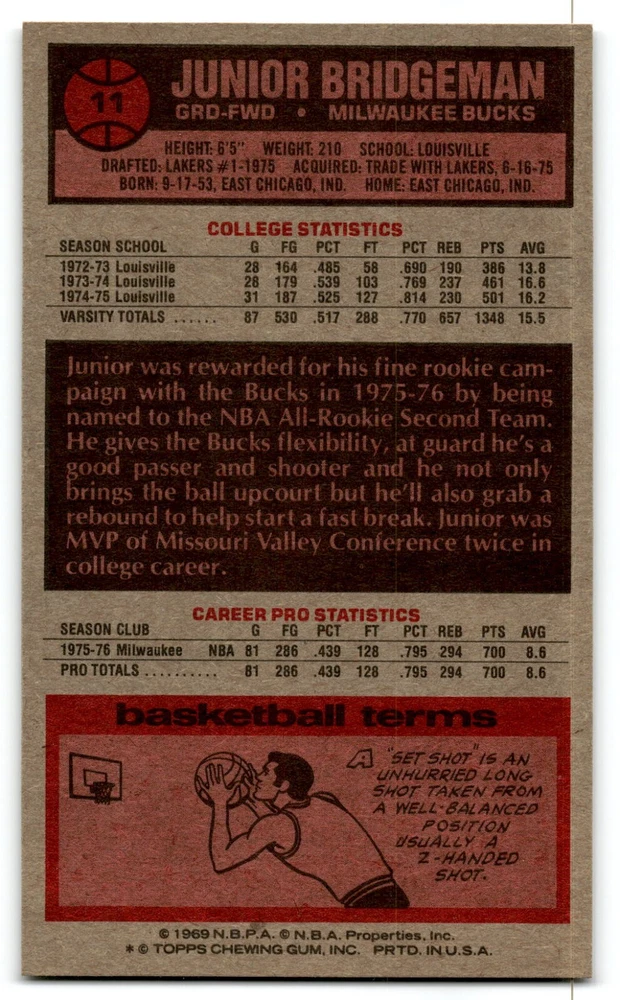 11
JUNIOR BRIDGEMAN
GRD-FWD • MILWAUKEE BUCKS
HEIGHT: 6'5" WEIGHT: 210 SCHOOL: LOUISVILLE
DRAFTED: LAKERS #1-1975 ACQUIRED: TRADE WITH LAKERS, 6-16-75
BORN: 9-17-53, EAST CHICAGO, IND. HOME: EAST CHICAGO, IND.
COLLEGE STATISTICS
SEASON SCHOOL G FG PCT FT PCT REB PTS AVG
1972-73 Louisville 28 164 .485 58 .690 190 386 13.8
1973-74 Louisville 28 179 .539 103 .769 237 461 16.6
1974-75 Louisville 31 187 .525 127 .814 230 501 16.2
VARSITY TOTALS ...... 87 530 .517 288 .770 657 1348 15.5
Junior was rewarded for his fine rookie cam-
paign with the Bucks in 1975-76 by being
named to the NBA All-Rookie Second Team.
He gives the Bucks flexibility, at guard he's a
good passer and shooter and he not only
brings the ball upcourt but he'll also grab a
rebound to help start a fast break. Junior was
MVP of Missouri Valley Conference twice in
college career.
CAREER PRO STATISTICS
SEASON CLUB G FG PCT FT PCT REB PTS AVG
1975-76 Milwaukee NBA 81 286 .439 128 .795 294 700 8.6
PRO TOTALS .......... 81 286 .439 128 .795 294 700 8.6
basketball terms
A "SET SHOT" IS AN
UNHURRIED LONG
SHOT TAKEN FROM
A WELL-BALANCED
POSITION
USUALLY A
2-HANDED
SHOT.
© 1969 N.B.P.A. © N.B.A. Properties, Inc.
* © TOPPS CHEWING GUM, INC. PRTD. IN U.S.A.